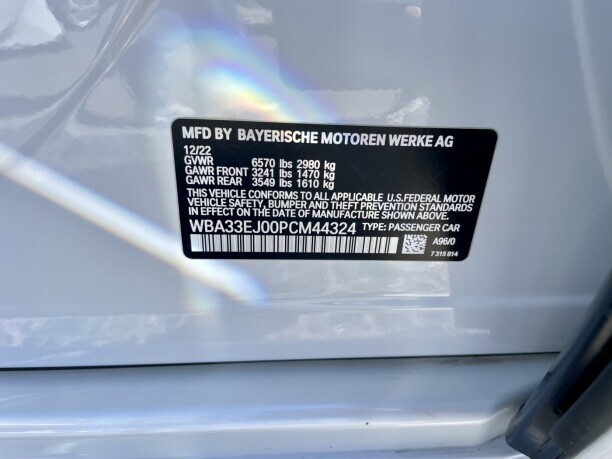 MFD BY BAYERISCHE MOTOREN WERKE AG
12/22
GVWR 6570 lbs 2980 kg
GAWR FRONT 3241 lbs 1470 kg
GAWR REAR 3549 lbs 1610 kg
THIS VEHICLE CONFORMS TO ALL APPLICABLE U.S.FEDERAL MOTOR
VEHICLE SAFETY, BUMPER AND THEFT PREVENTION STANDARDS
IN EFFECT ON THE DATE OF MANUFACTURE SHOWN ABOVE.
WBA33EJ00PCM44324 TYPE: PASSENGER CAR
A96/0
7 315 814